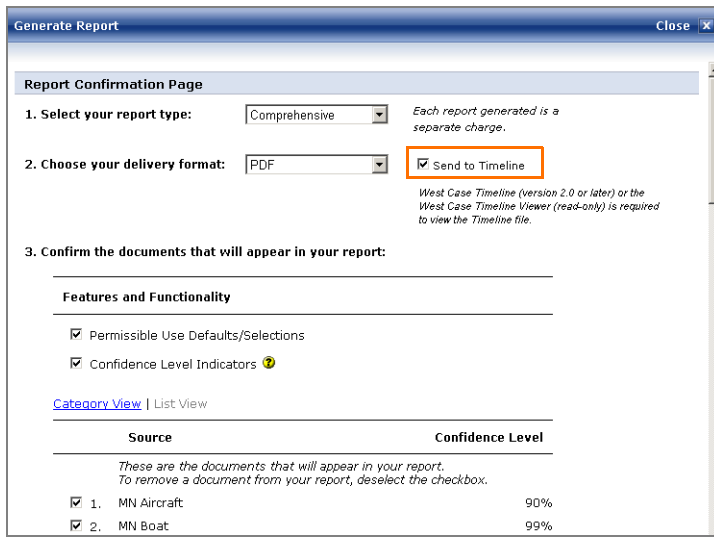 Generate Report
Close X
Report Confirmation Page
1. Select your report type:
Comprehensive
Each report generated is a
separate charge.
2. Choose your delivery format:
PDF
Send to Timeline
West Case Timeline (version 2.0 or later) or the
West Case Timeline Viewer (read-only) is required
to view the Timeline file.
3. Confirm the documents that will appear in your report:
Features and Functionality
Permissible Use Defaults/Selections
Confidence Level Indicators ?
Category View | List View
Source Confidence Level
These are the documents that will appear in your report.
To remove a document from your report, deselect the checkbox.
1. MN Aircraft 90%
2. MN Boat 99%